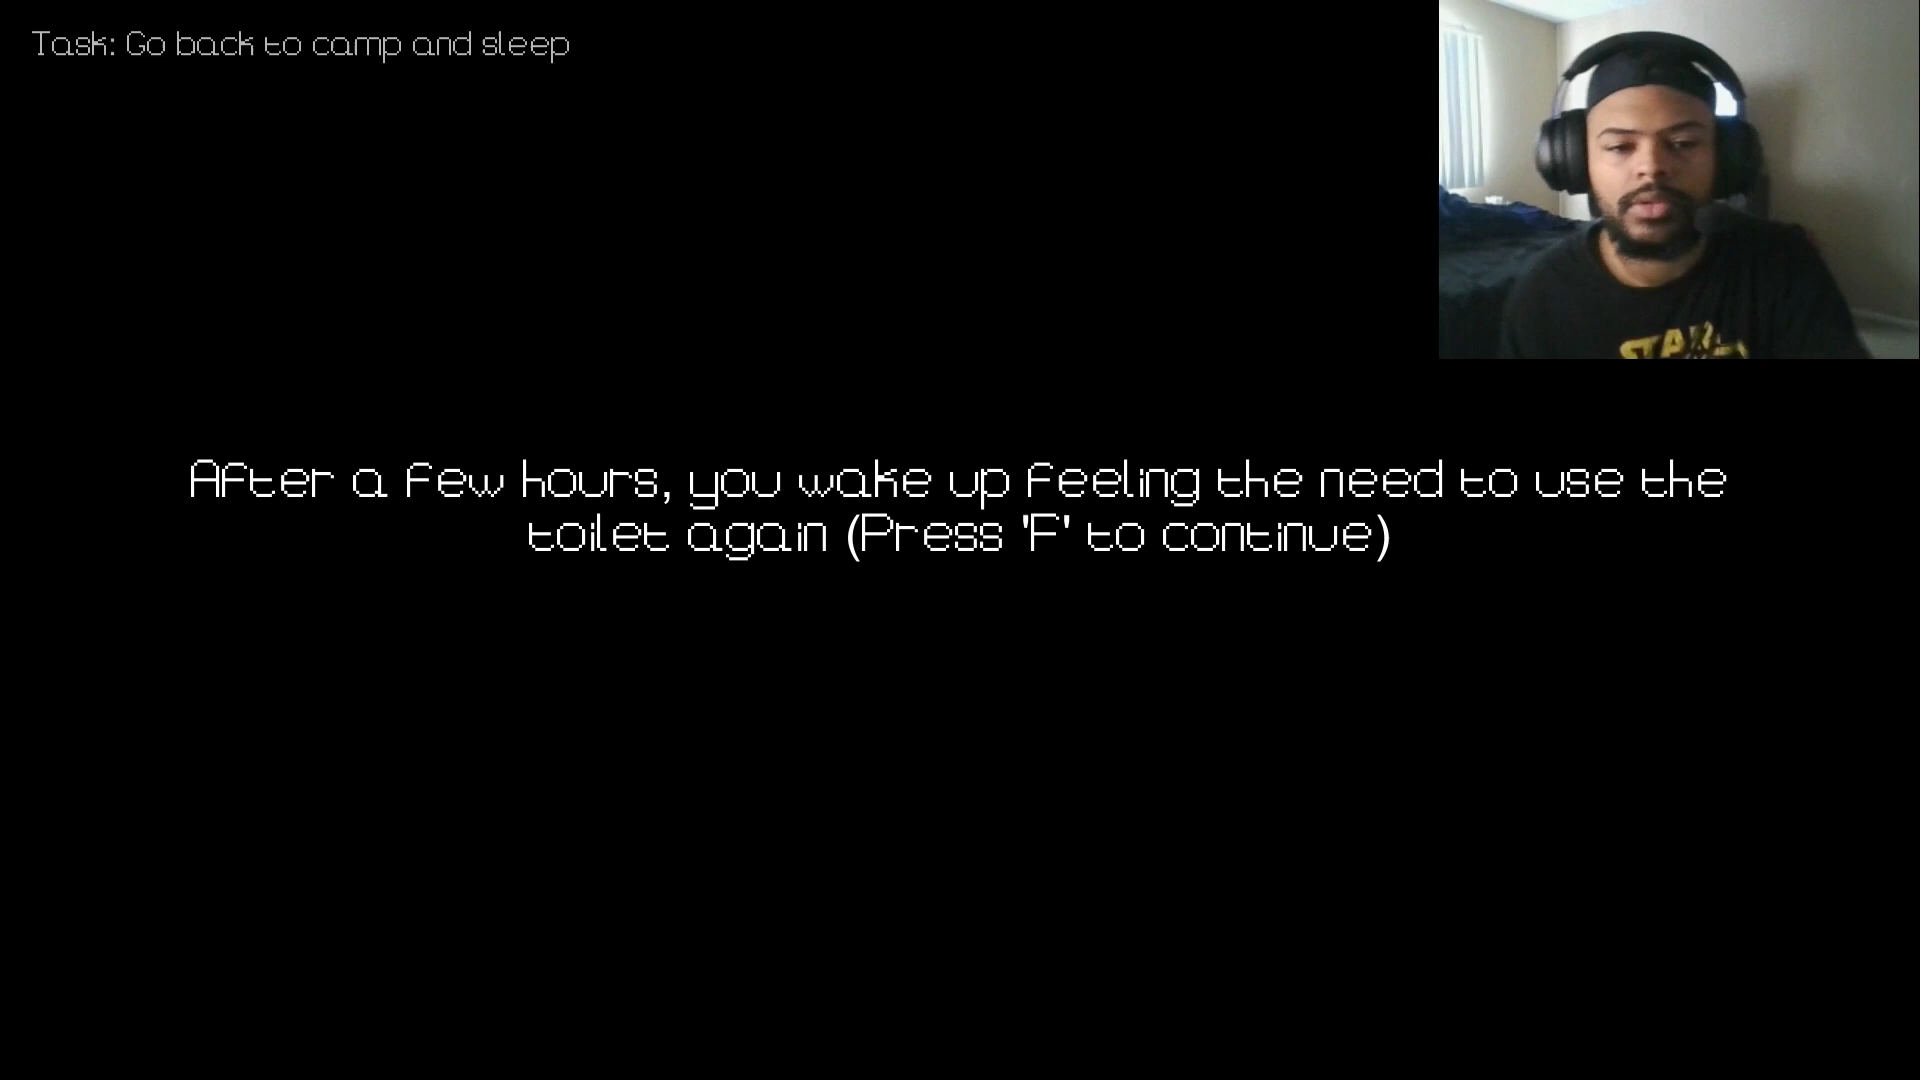 Task: Go back to camp and sleep
STAR
After a few hours, you wake up feeling the need to use the
toilet again (Press 'F' to continue)